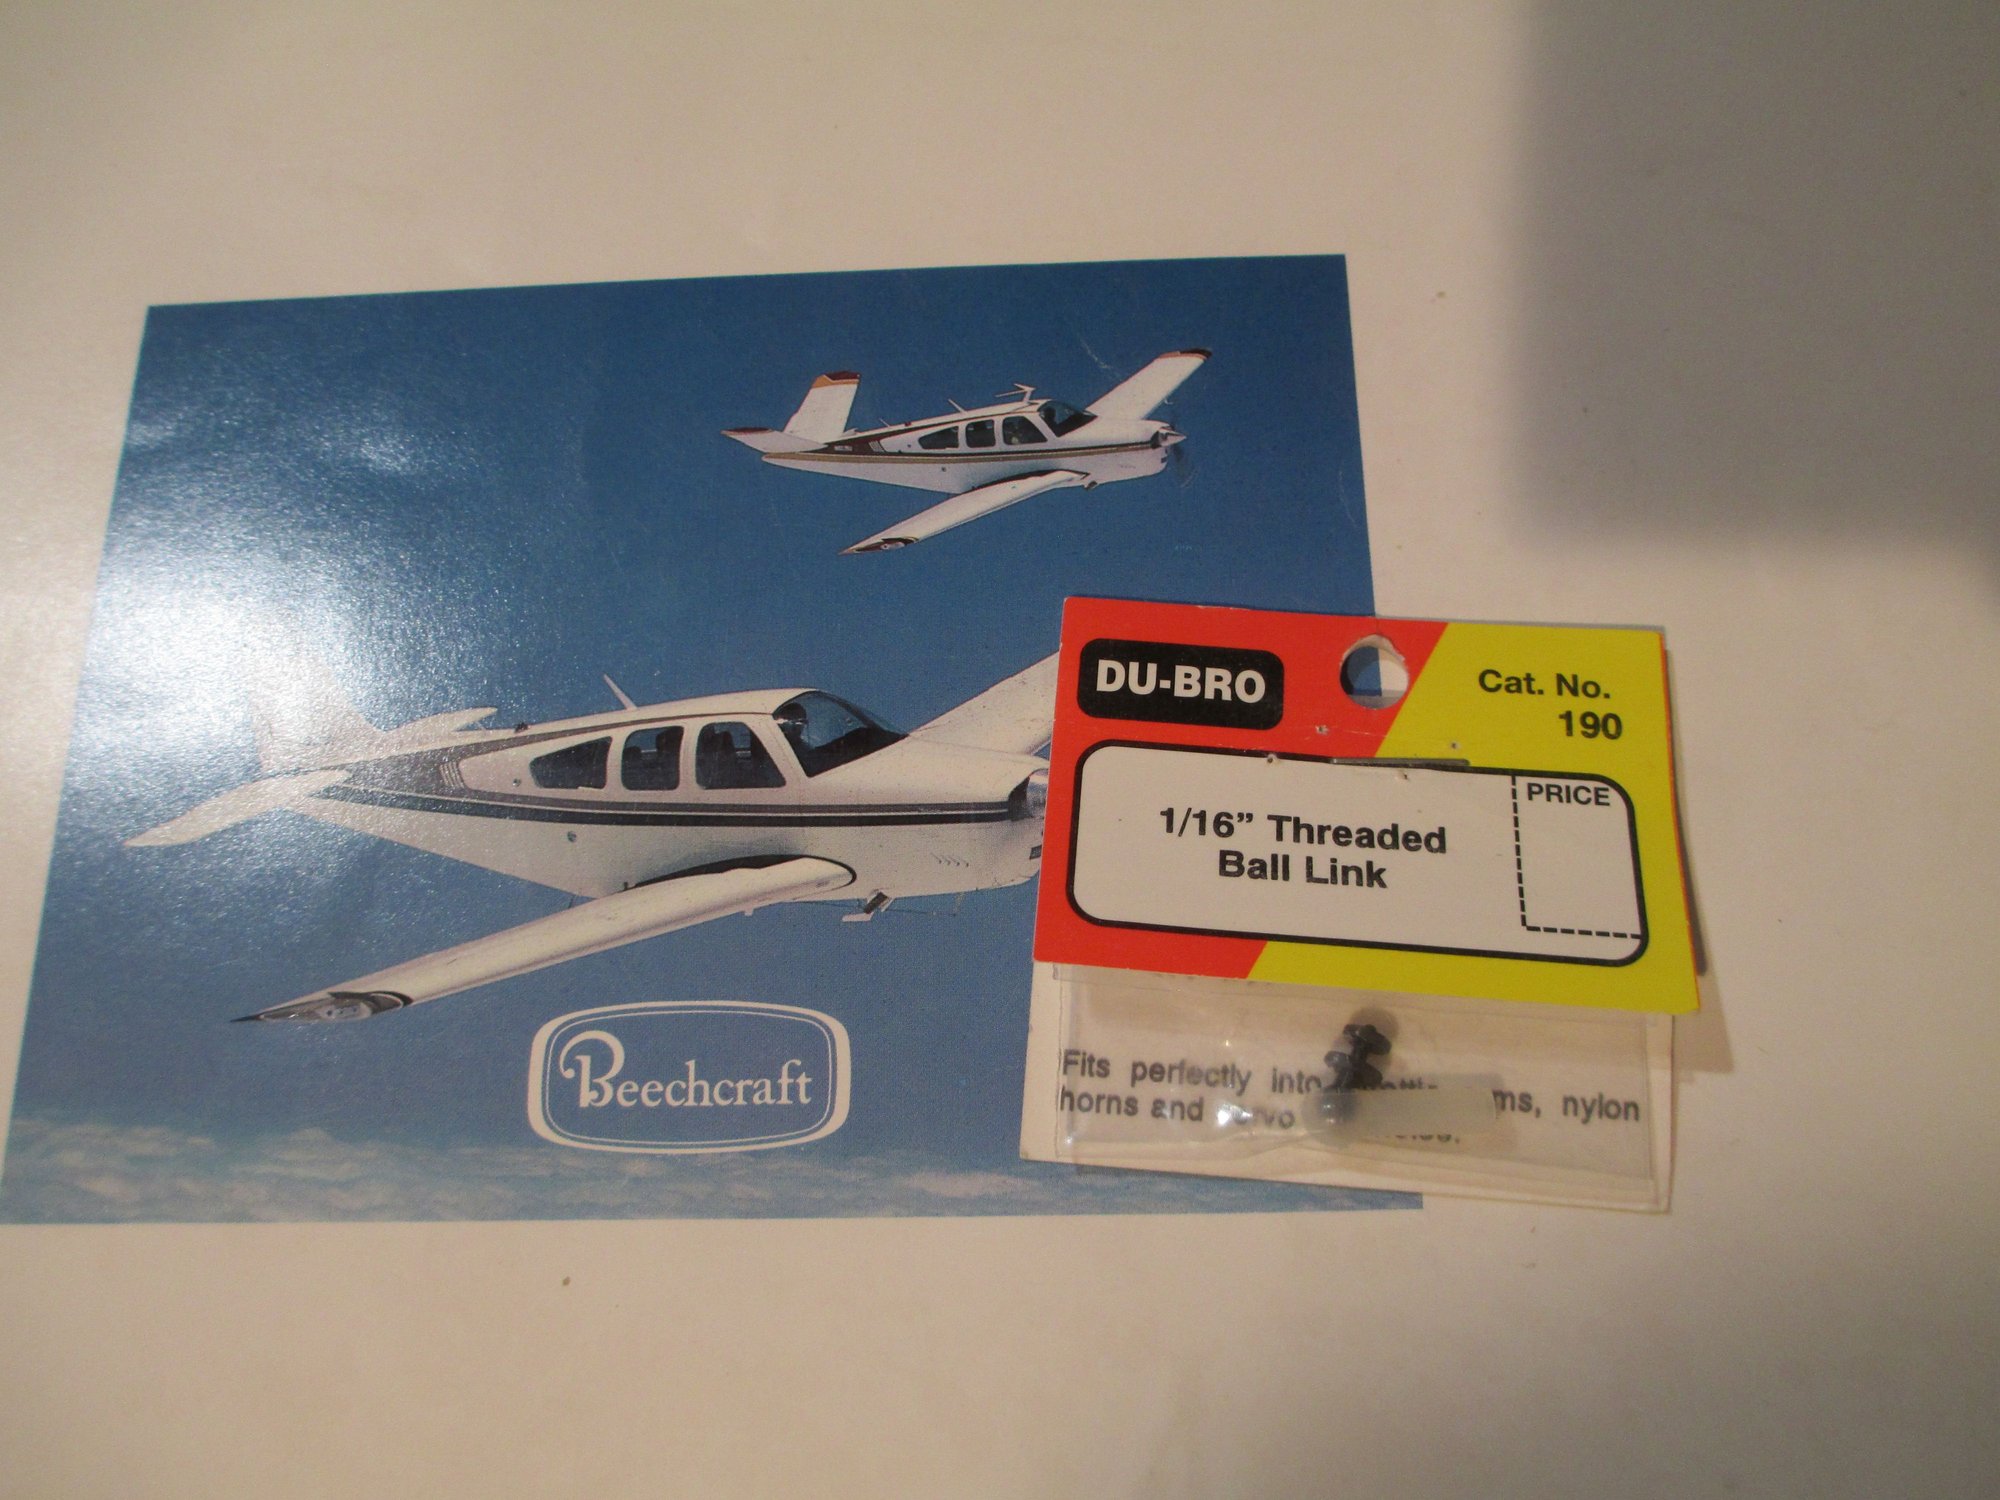 DU-BRO
Cat. No.
190
PRICE
1/16” Threaded
Ball Link
Fits perfectly into
ms, nylon
horns and servo
Beechcraft